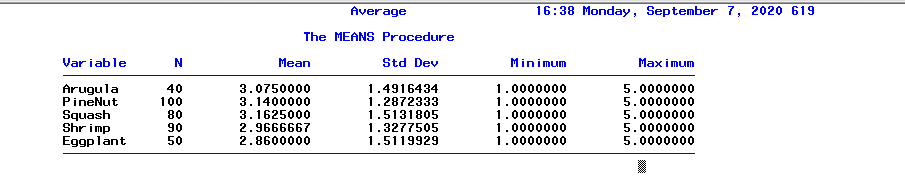 Average 16:38 Monday, September 7, 2020 619
The MEANS Procedure
Variable N Mean Std Dev Minimum Maximum
Arugula 40 3.0750000 1.4916434 1.0000000 5.0000000
PineNut 100 3.1400000 1.2872333 1.0000000 5.0000000
Squash 80 3.1625000 1.5131805 1.0000000 5.0000000
Shrimp 90 2.9666667 1.3277505 1.0000000 5.0000000
Eggplant 50 2.8600000 1.5119929 1.0000000 5.0000000